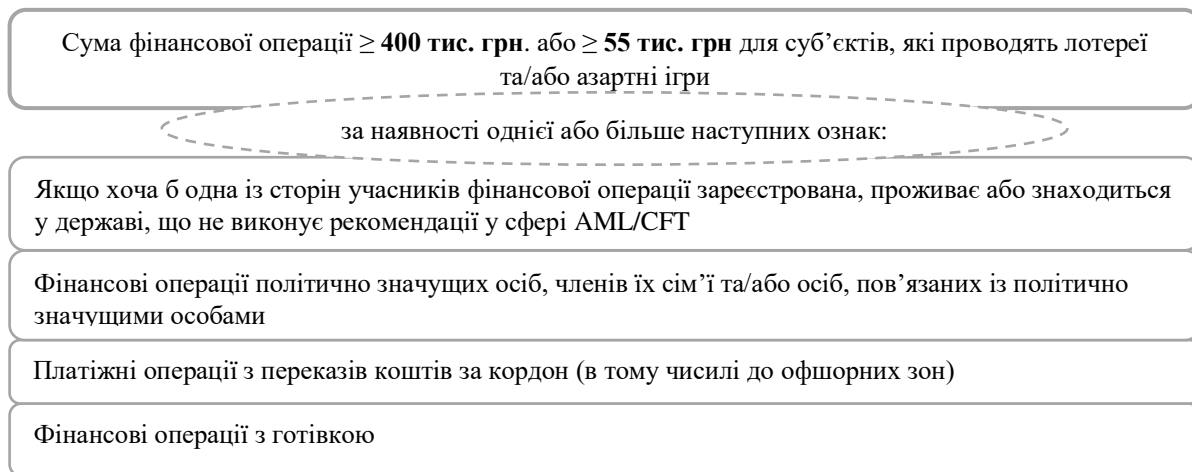 Сума фінансової операції ≥ 400 тис. грн. або ≥ 55 тис. грн для суб’єктів, які проводять лотереї
та/або азартні ігри
за наявності однієї або більше наступних ознак:
Якщо хоча б одна із сторін учасників фінансової операції зареєстрована, проживає або знаходиться
у державі, що не виконує рекомендації у сфері AML/CFT
Фінансові операції політично значущих осіб, членів їх сім’ї та/або осіб, пов’язаних із політично
значущими особами
Платіжні операції з переказів коштів за кордон (в тому чисилі до офшорних зон)
Фінансові операції з готівкою